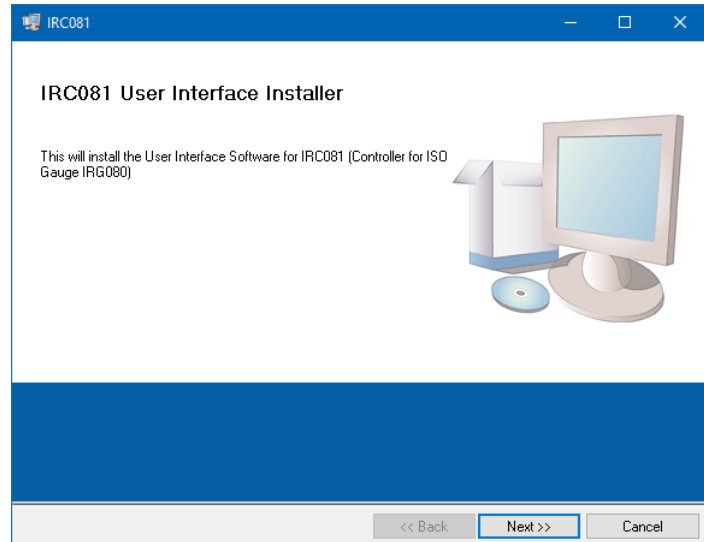 IRC081
IRC081 User Interface Installer
This will install the User Interface Software for IRC081 (Controller for ISO
Gauge IRG080)
<< Back
Next >>
Cancel